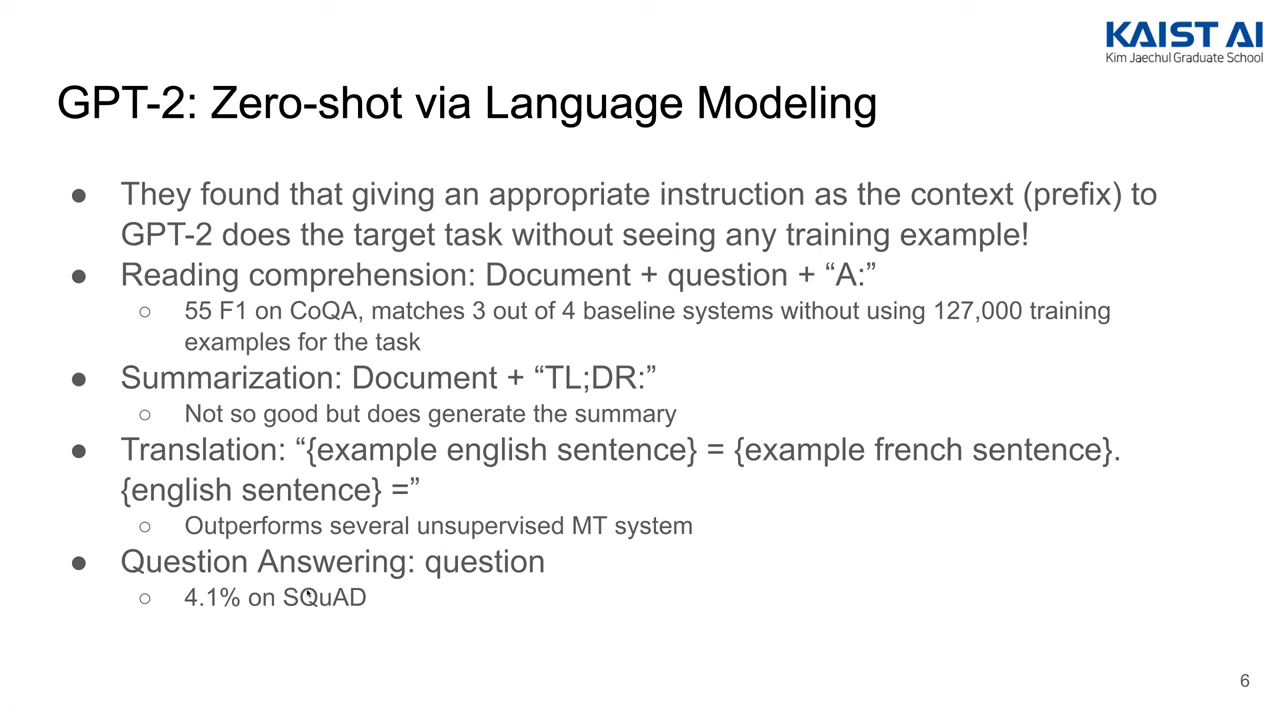 KAIST AI
Kim Jaechul Graduate School
GPT-2: Zero-shot via Language Modeling
● They found that giving an appropriate instruction as the context (prefix) to
GPT-2 does the target task without seeing any training example!
● Reading comprehension: Document + question + “A:”
○ 55 F1 on CoQA, matches 3 out of 4 baseline systems without using 127,000 training
examples for the task
● Summarization: Document + “TL;DR:”
○ Not so good but does generate the summary
● Translation: “{example english sentence} = {example french sentence}.
{english sentence} =”
○ Outperforms several unsupervised MT system
● Question Answering: question
○ 4.1% on SQuAD
6